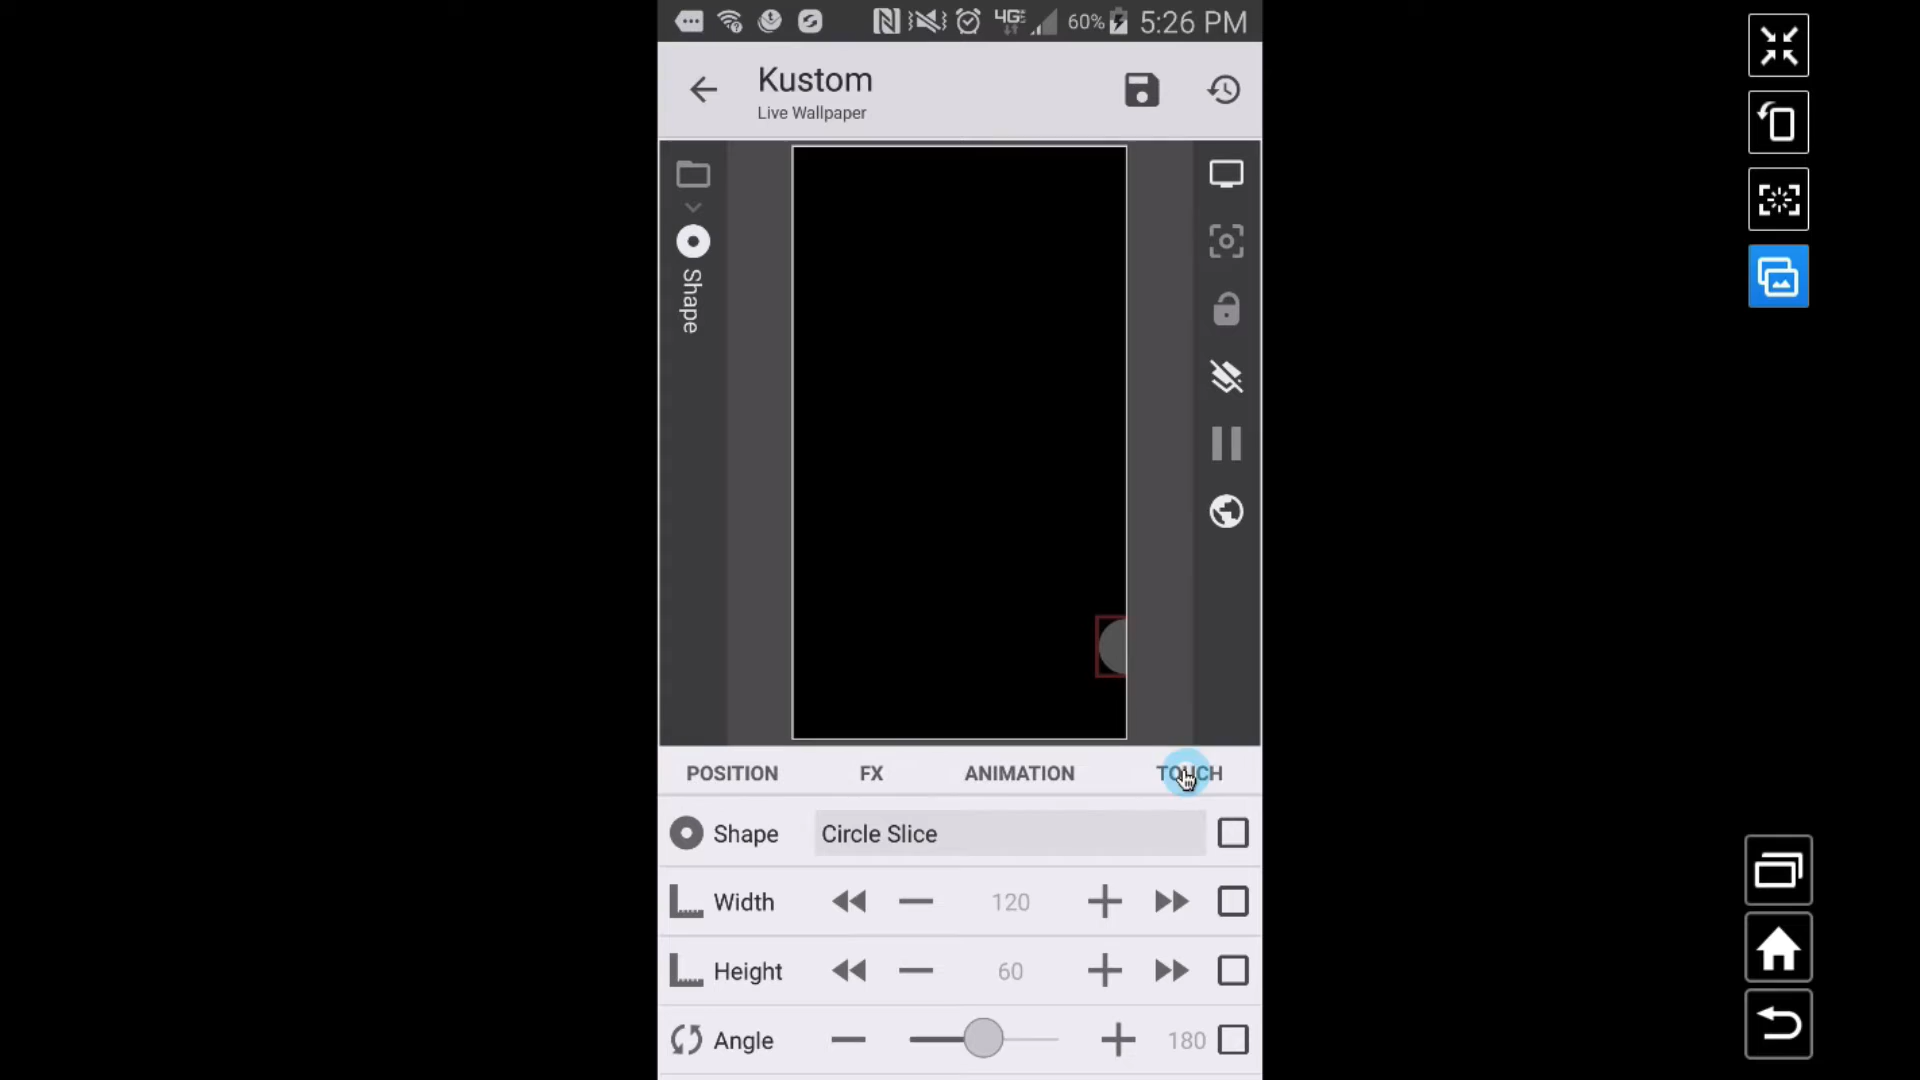 4G 60% 5:26 PM
Kustom
Live Wallpaper
Shape
POSITION FX ANIMATION TOUCH
Shape Circle Slice
Width 120
Height 60
Angle 180